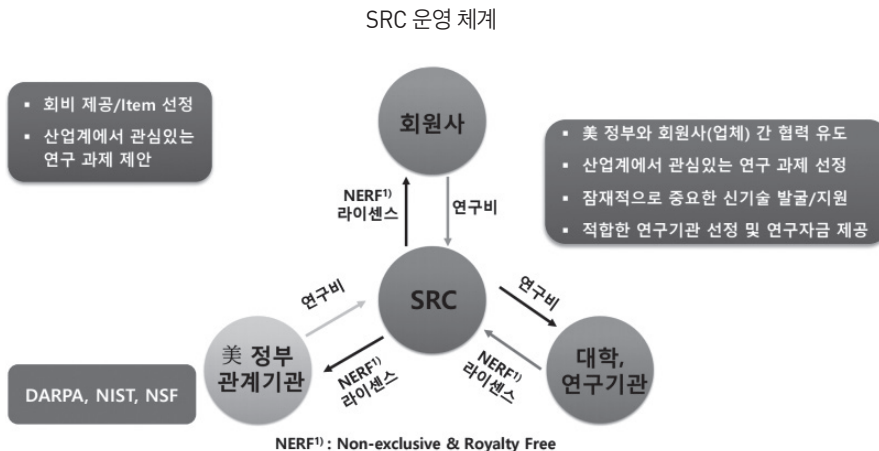 SRC 운영 체계
▪ 회비 제공/Item 선정
▪ 산업계에서 관심있는
연구 과제 제안
회원사
▪ 美 정부와 회원사(업체) 간 협력 유도
▪ 산업계에서 관심있는 연구 과제 선정
▪ 잠재적으로 중요한 신기술 발굴/지원
▪ 적합한 연구기관 선정 및 연구자금 제공
NERF¹⁾
라이센스
연구비
SRC
연구비
연구비
美 정부
관계기관
NERF¹⁾
라이센스
NERF¹⁾
라이센스
대학,
연구기관
DARPA, NIST, NSF
NERF¹⁾ : Non-exclusive & Royalty Free